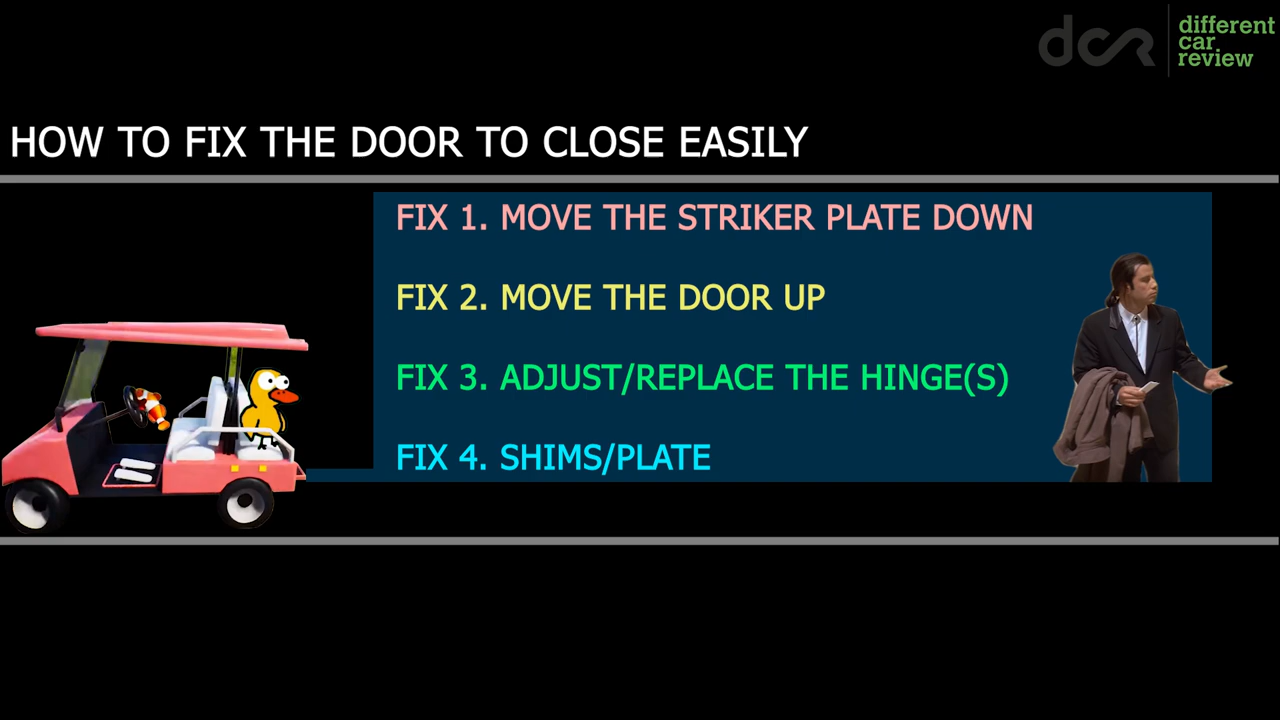 dcr
different
car
review
HOW TO FIX THE DOOR TO CLOSE EASILY
FIX 1. MOVE THE STRIKER PLATE DOWN
FIX 2. MOVE THE DOOR UP
FIX 3. ADJUST/REPLACE THE HINGE(S)
FIX 4. SHIMS/PLATE